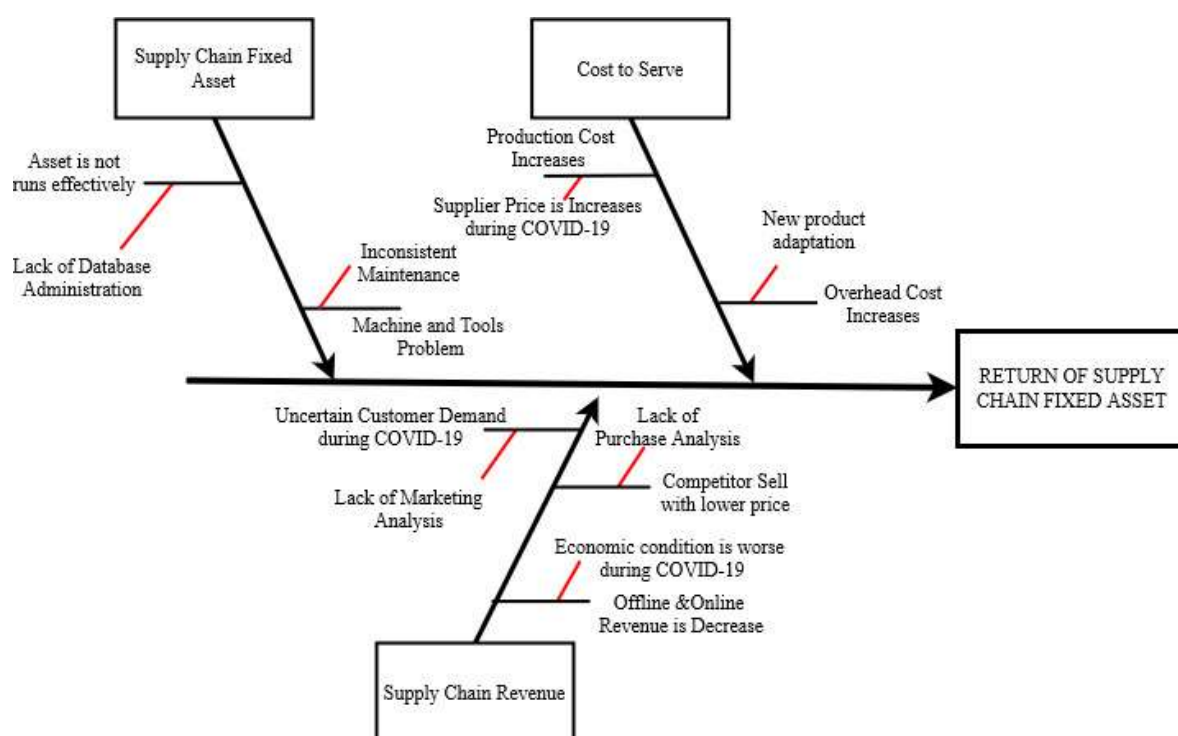 Supply Chain Fixed
Asset
Cost to Serve
Asset is not
runs effectively
Lack of Database
Administration
Inconsistent
Maintenance
Machine and Tools
Problem
Production Cost
Increases
Supplier Price is Increases
during COVID-19
New product
adaptation
Overhead Cost
Increases
RETURN OF SUPPLY
CHAIN FIXED ASSET
Uncertain Customer Demand
during COVID-19
Lack of Marketing
Analysis
Lack of
Purchase Analysis
Competitor Sell
with lower price
Economic condition is worse
during COVID-19
Offline &Online
Revenue is Decrease
Supply Chain Revenue